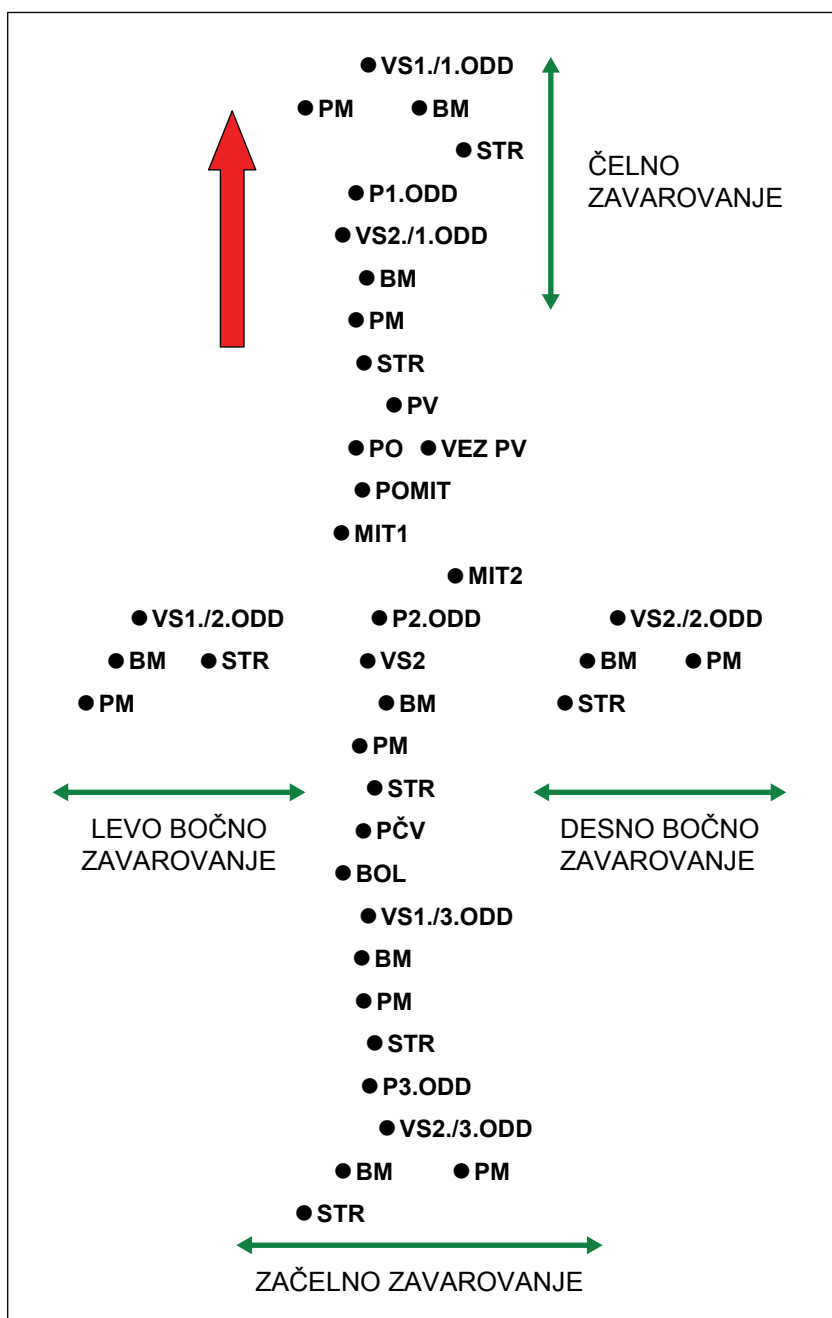 VS1./1.ODD
PM BM
STR
ČELNO
ZAVAROVANJE
P1.ODD
VS2./1.ODD
BM
PM
STR
PV
PO VEZ PV
POMIT
MIT1
MIT2
VS1./2.ODD P2.ODD VS2./2.ODD
BM STR VS2 BM PM
PM BM STR
PM
STR
LEVO BOČNO
ZAVAROVANJE
DESNO BOČNO
ZAVAROVANJE
PČV
BOL
VS1./3.ODD
BM
PM
STR
P3.ODD
VS2./3.ODD
BM PM
STR
ZAČELNO ZAVAROVANJE